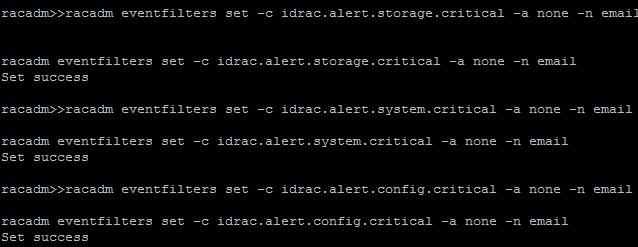 racadm>>racadm eventfilters set -c idrac.alert.storage.critical -a none -n email
racadm eventfilters set -c idrac.alert.storage.critical -a none -n email
Set success
racadm>>racadm eventfilters set -c idrac.alert.system.critical -a none -n email
racadm eventfilters set -c idrac.alert.system.critical -a none -n email
Set success
racadm>>racadm eventfilters set -c idrac.alert.config.critical -a none -n email
racadm eventfilters set -c idrac.alert.config.critical -a none -n email
Set success